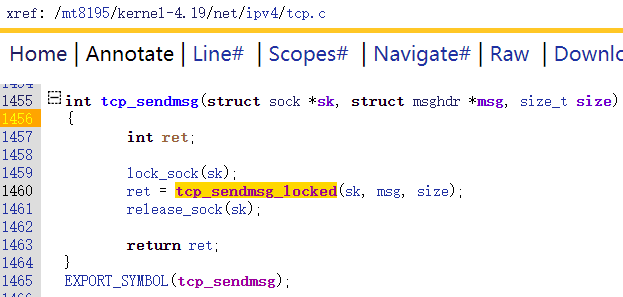 xref: /mt8195/kernel-4.19/net/ipv4/tcp.c
Home | Annotate | Line# | Scopes# | Navigate# | Raw | Downlo
1454
1455 int tcp_sendmsg(struct sock *sk, struct msghdr *msg, size_t size)
1456 {
1457 int ret;
1458
1459 lock_sock(sk);
1460 ret = tcp_sendmsg_locked(sk, msg, size);
1461 release_sock(sk);
1462
1463 return ret;
1464 }
1465 EXPORT_SYMBOL(tcp_sendmsg);